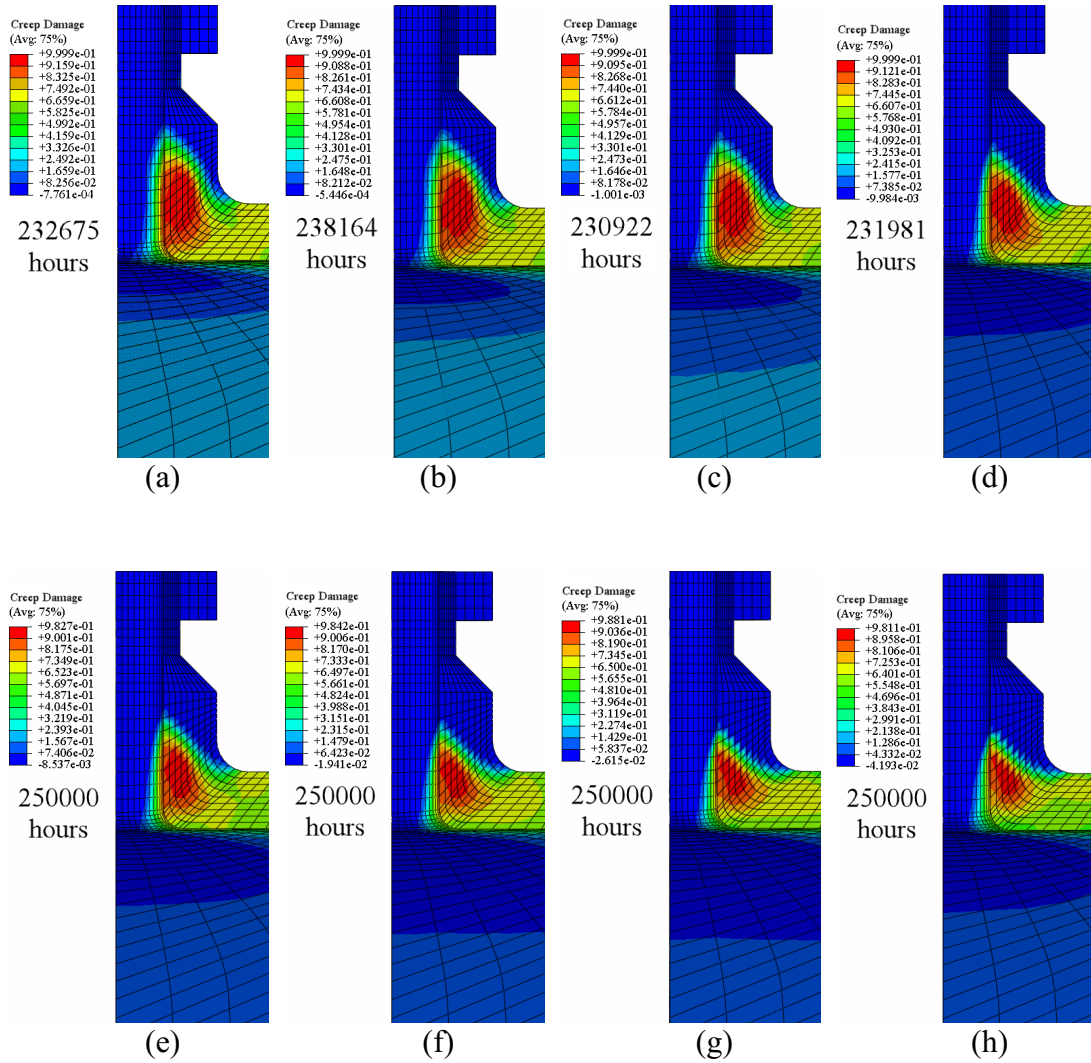 Creep Damage
(Avg: 75%)
+9.999e-01
+9.159e-01
+8.325e-01
+7.492e-01
+6.659e-01
+5.825e-01
+4.992e-01
+4.159e-01
+3.326e-01
+2.492e-01
+1.659e-01
+8.256e-02
-7.761e-04
232675
hours
(a)
Creep Damage
(Avg: 75%)
+9.999e-01
+9.088e-01
+8.261e-01
+7.434e-01
+6.608e-01
+5.781e-01
+4.954e-01
+4.128e-01
+3.301e-01
+2.475e-01
+1.648e-01
+8.212e-02
-5.446e-04
238164
hours
(b)
Creep Damage
(Avg: 75%)
+9.999e-01
+9.095e-01
+8.268e-01
+7.440e-01
+6.612e-01
+5.784e-01
+4.957e-01
+4.129e-01
+3.301e-01
+2.473e-01
+1.646e-01
+8.178e-02
-1.001e-03
230922
hours
(c)
Creep Damage
(Avg: 75%)
+9.999e-01
+9.121e-01
+8.283e-01
+7.445e-01
+6.607e-01
+5.768e-01
+4.930e-01
+4.092e-01
+3.253e-01
+2.415e-01
+1.577e-01
+7.385e-02
-9.984e-03
231981
hours
(d)
Creep Damage
(Avg: 75%)
+9.827e-01
+9.001e-01
+8.175e-01
+7.349e-01
+6.523e-01
+5.697e-01
+4.871e-01
+4.045e-01
+3.219e-01
+2.393e-01
+1.567e-01
+7.406e-02
-8.537e-03
250000
hours
(e)
Creep Damage
(Avg: 75%)
+9.842e-01
+9.006e-01
+8.170e-01
+7.333e-01
+6.497e-01
+5.661e-01
+4.824e-01
+3.988e-01
+3.151e-01
+2.315e-01
+1.479e-01
+6.423e-02
-1.941e-02
250000
hours
(f)
Creep Damage
(Avg: 75%)
+9.881e-01
+9.036e-01
+8.190e-01
+7.345e-01
+6.500e-01
+5.655e-01
+4.810e-01
+3.964e-01
+3.119e-01
+2.274e-01
+1.429e-01
+5.837e-02
-2.615e-02
250000
hours
(g)
Creep Damage
(Avg: 75%)
+9.811e-01
+8.958e-01
+8.106e-01
+7.253e-01
+6.401e-01
+5.548e-01
+4.696e-01
+3.843e-01
+2.991e-01
+2.138e-01
+1.286e-01
+4.332e-02
-4.193e-02
250000
hours
(h)